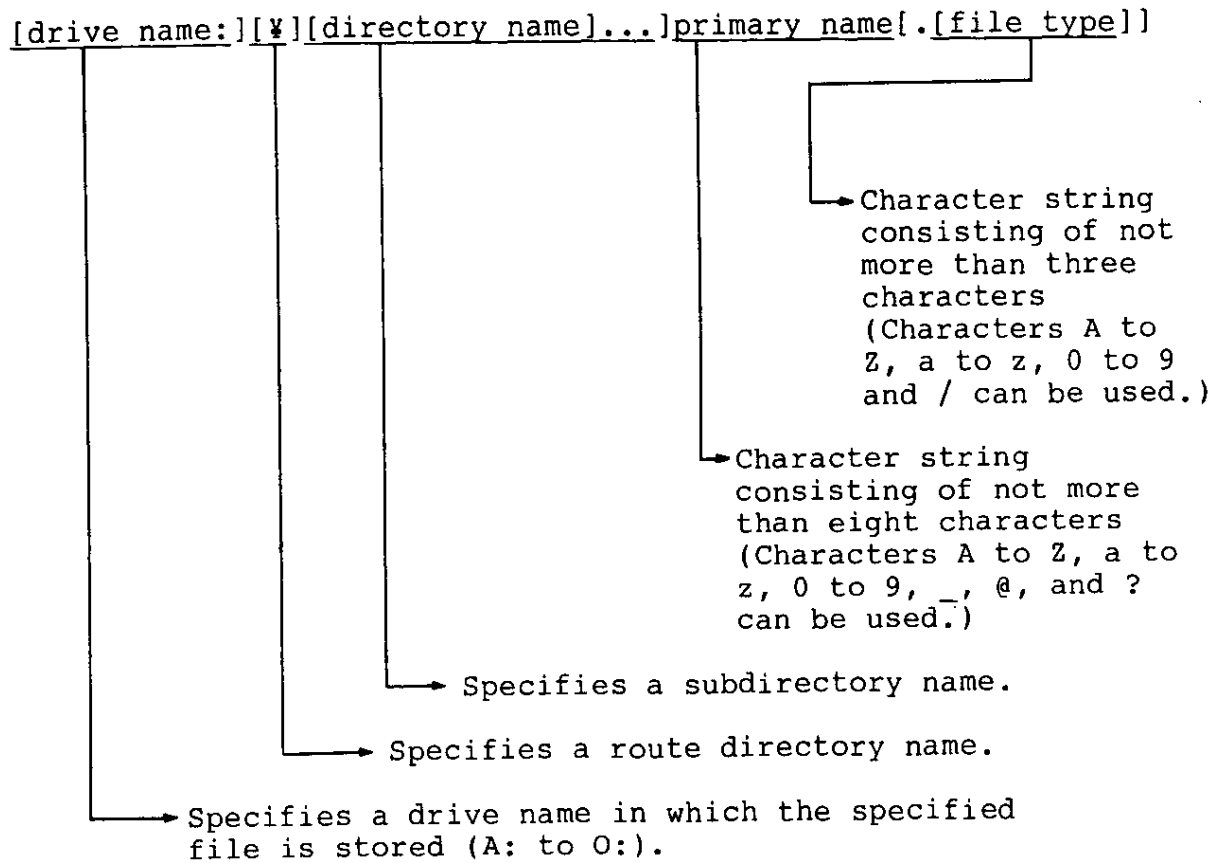 [drive name:][¥][directory name]...]primary name[.[file type]]
Character string
consisting of not
more than three
characters
(Characters A to
Z, a to z, 0 to 9
and / can be used.)
Character string
consisting of not more
than eight characters
(Characters A to Z, a to
z, 0 to 9, _, @, and ?
can be used.)
Specifies a subdirectory name.
Specifies a route directory name.
Specifies a drive name in which the specified
file is stored (A: to O:).